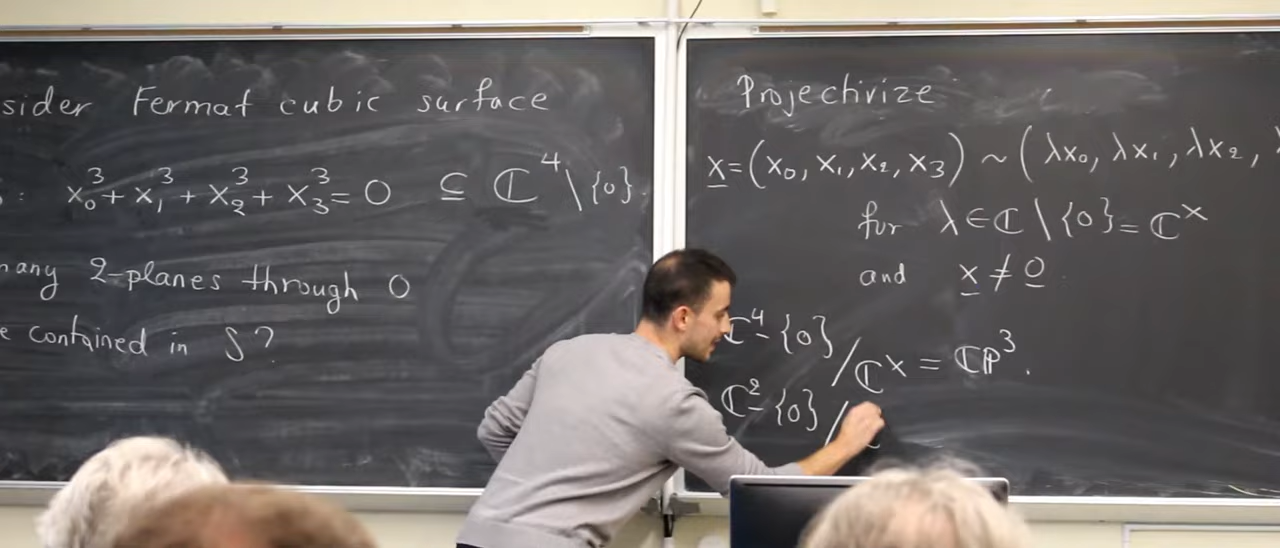 sider Fermat cubic surface
: x₀³ + x₁³ + x₂³ + x₃³ = 0 ⊆ ℂ⁴ \ {0}.
any 2-planes through 0
contained in S?
Projectivize
x = (x₀, x₁, x₂, x₃) ~ (λx₀, λx₁, λx₂,
for λ ∈ ℂ \ {0} = ℂˣ
and x ≠ 0.
ℂ⁴ - {0} / ℂˣ = ℂℙ³.
ℂ² - {0} /